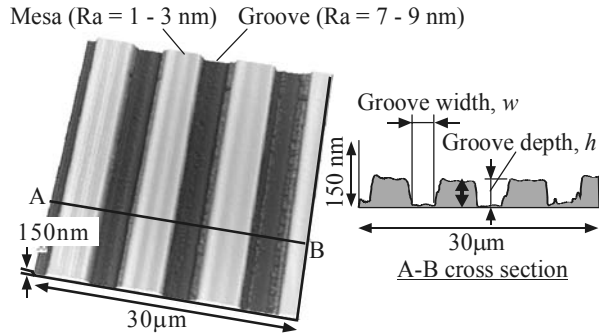 Mesa (Ra = 1 - 3 nm)
Groove (Ra = 7 - 9 nm)
Groove width, w
Groove depth, h
150 nm
A
B
150nm
30μm
30μm
A-B cross section